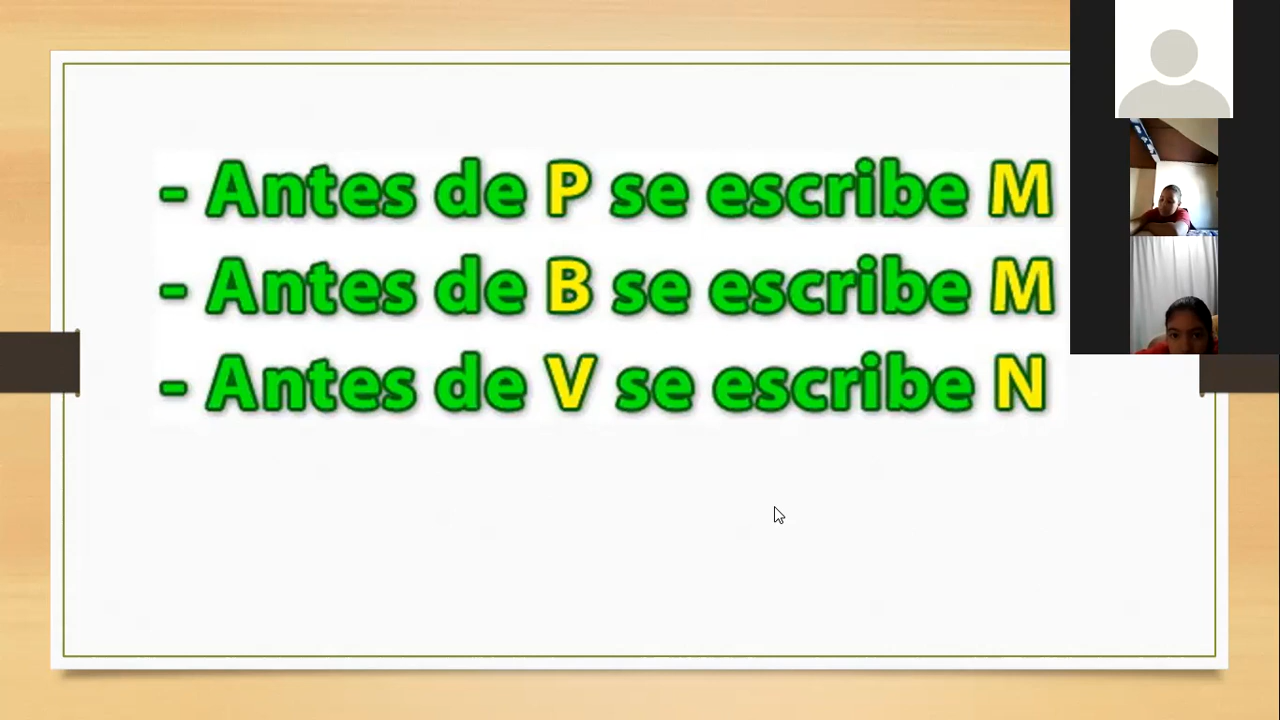 - Antes de P se escribe M
- Antes de B se escribe M
- Antes de V se escribe N